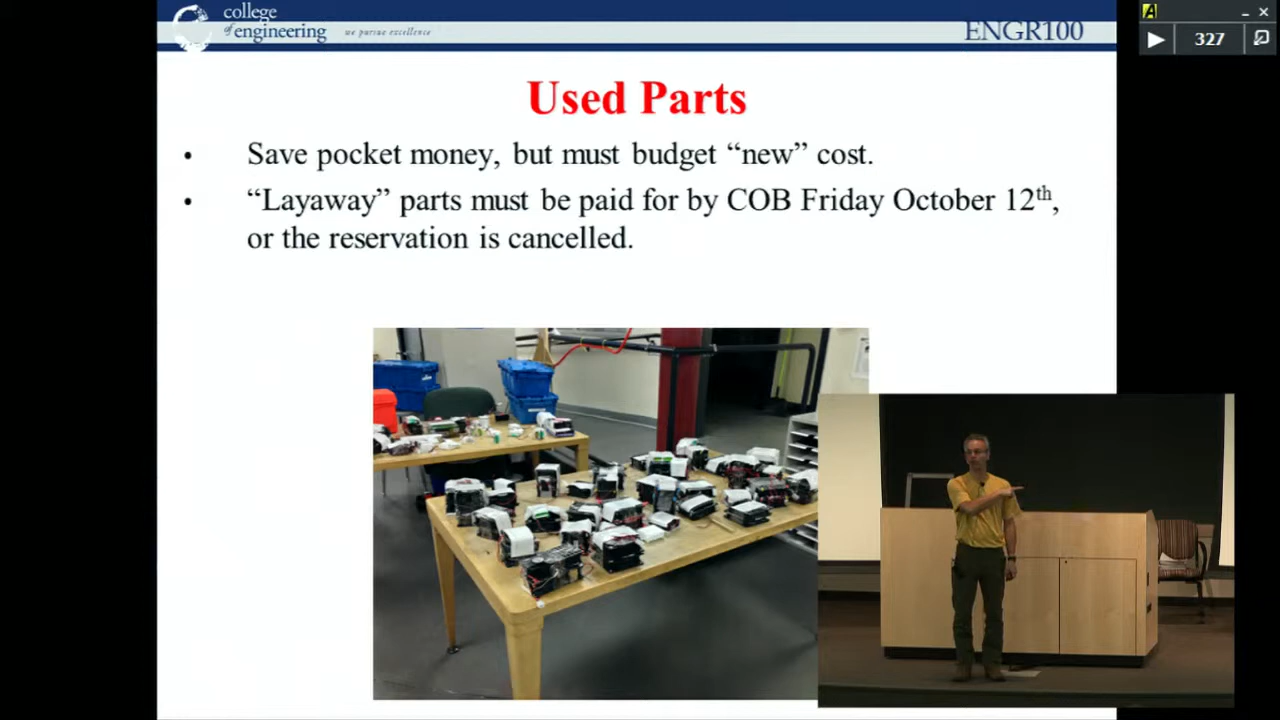 college
of engineering
we pursue excellence
ENGR100
327
Used Parts
• Save pocket money, but must budget “new” cost.
• “Layaway” parts must be paid for by COB Friday October 12th,
or the reservation is cancelled.